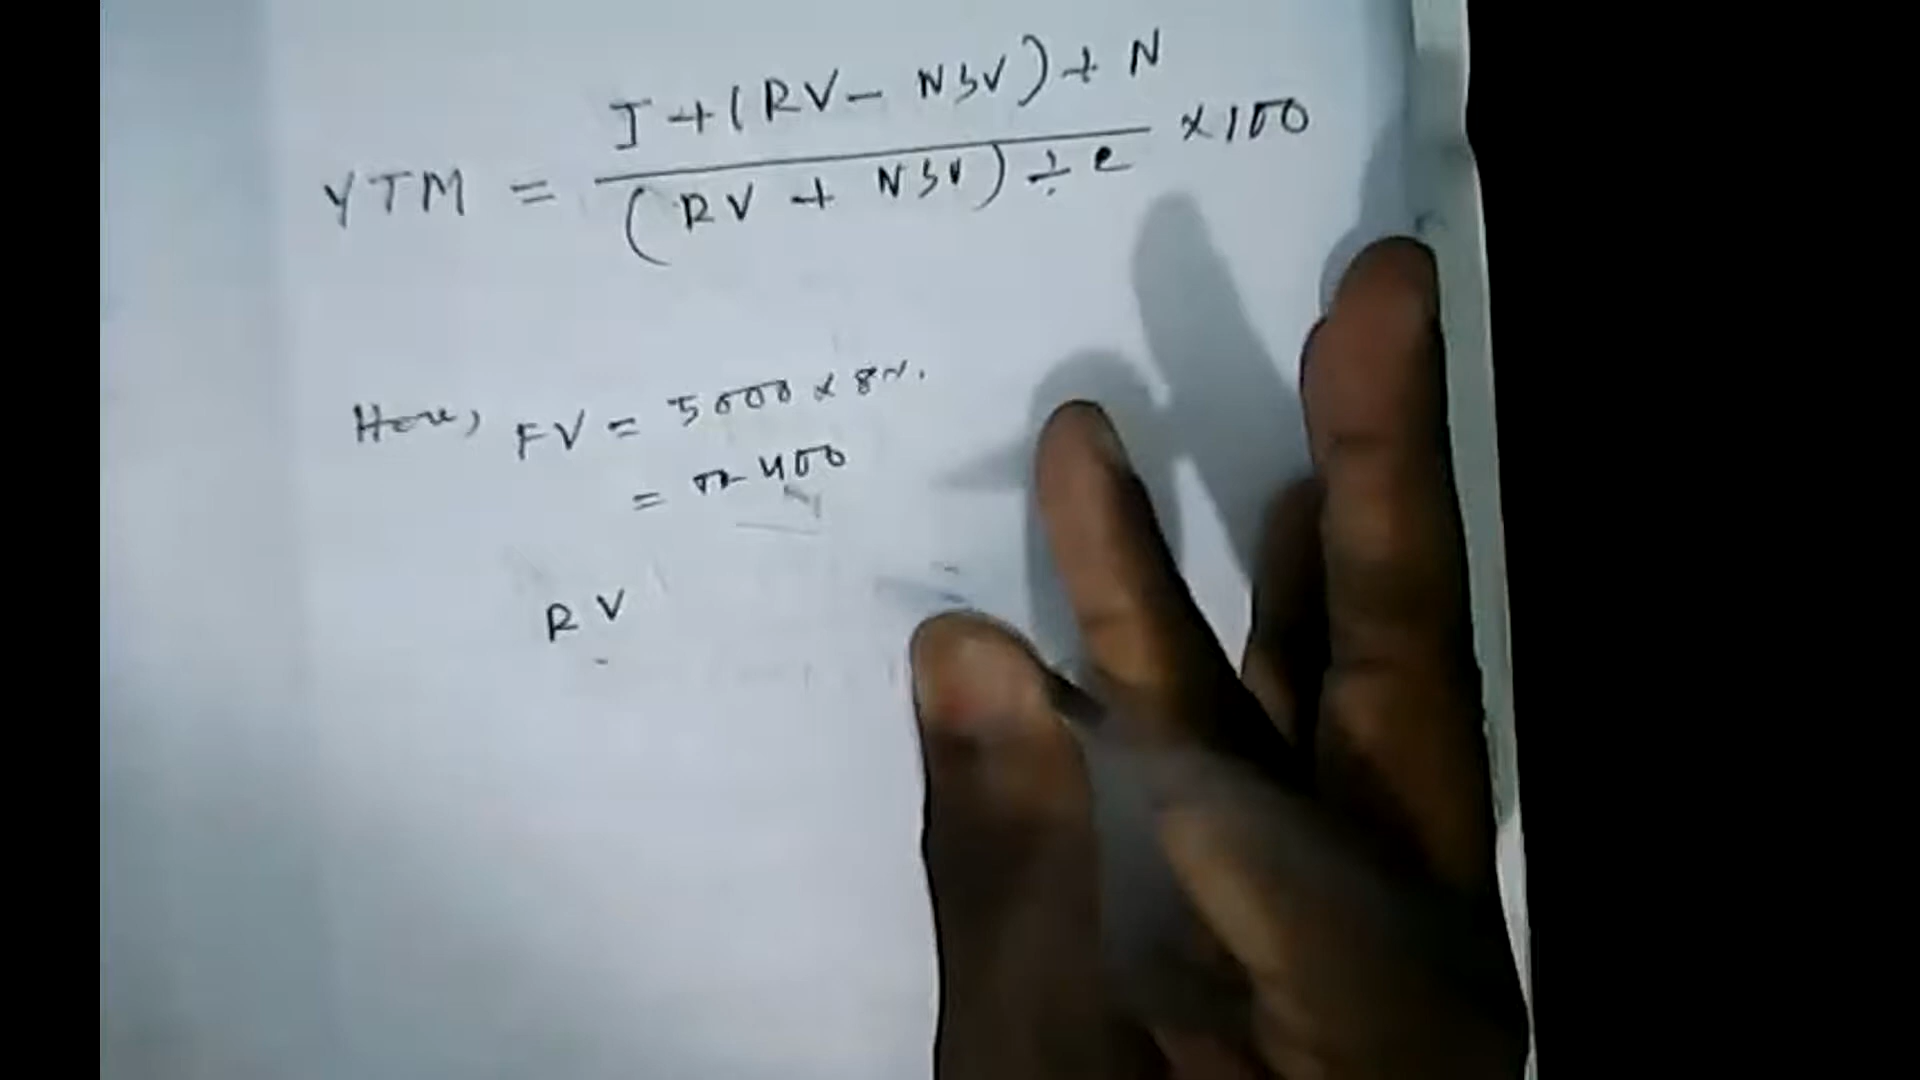 I + (RV - NSV) ÷ N
YTM = × 100
(RV + NSV) ÷ 2
Here, FV = 5000 × 8%.
= 400
RV